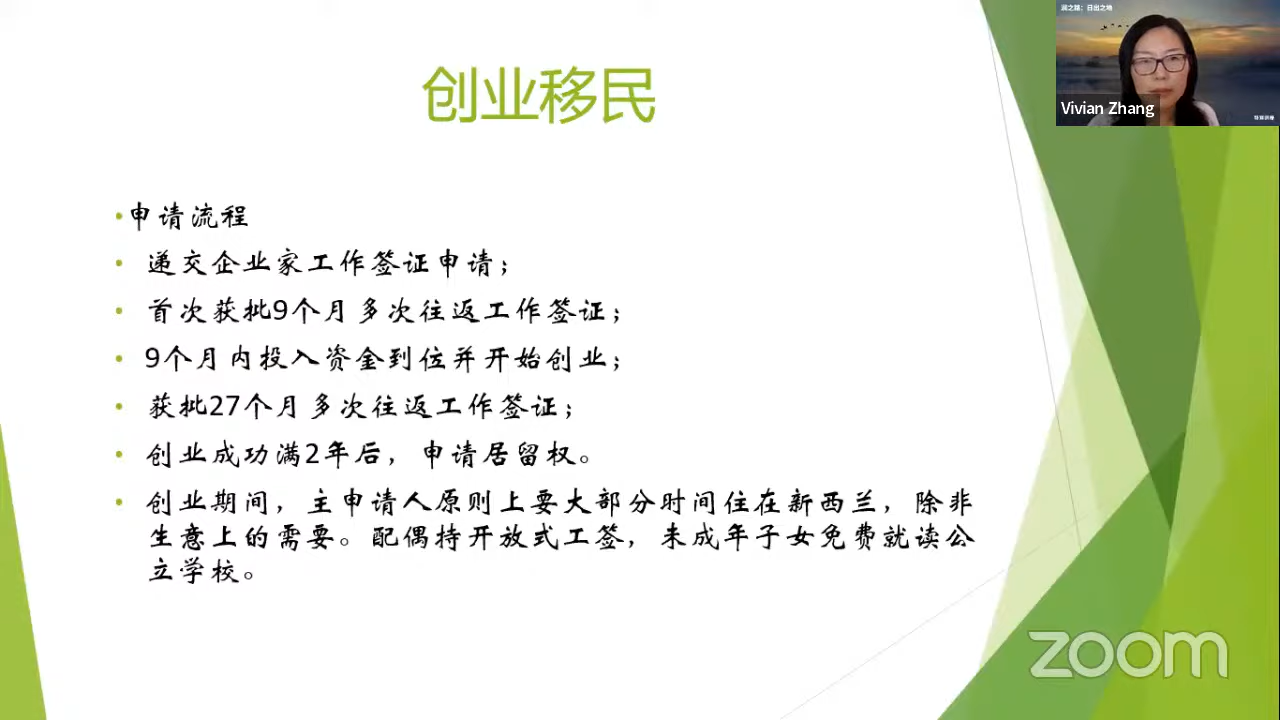 创业移民
•申请流程
• 递交企业家工作签证申请；
• 首次获批9个月多次往返工作签证；
• 9个月内投入资金到位并开始创业；
• 获批27个月多次往返工作签证；
• 创业成功满2年后，申请居留权。
• 创业期间，主申请人原则上要大部分时间住在新西兰，除非
生意上的需要。配偶持开放式工签，未成年子女免费就读公
立学校。
Vivian Zhang
zoom